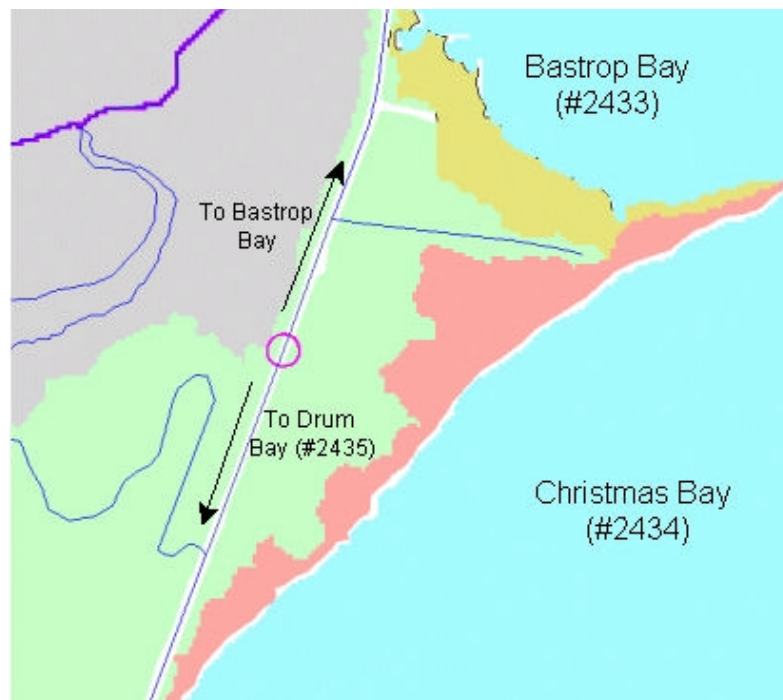 Bastrop Bay
(#2433)
To Bastrop
Bay
To Drum
Bay (#2435)
Christmas Bay
(#2434)